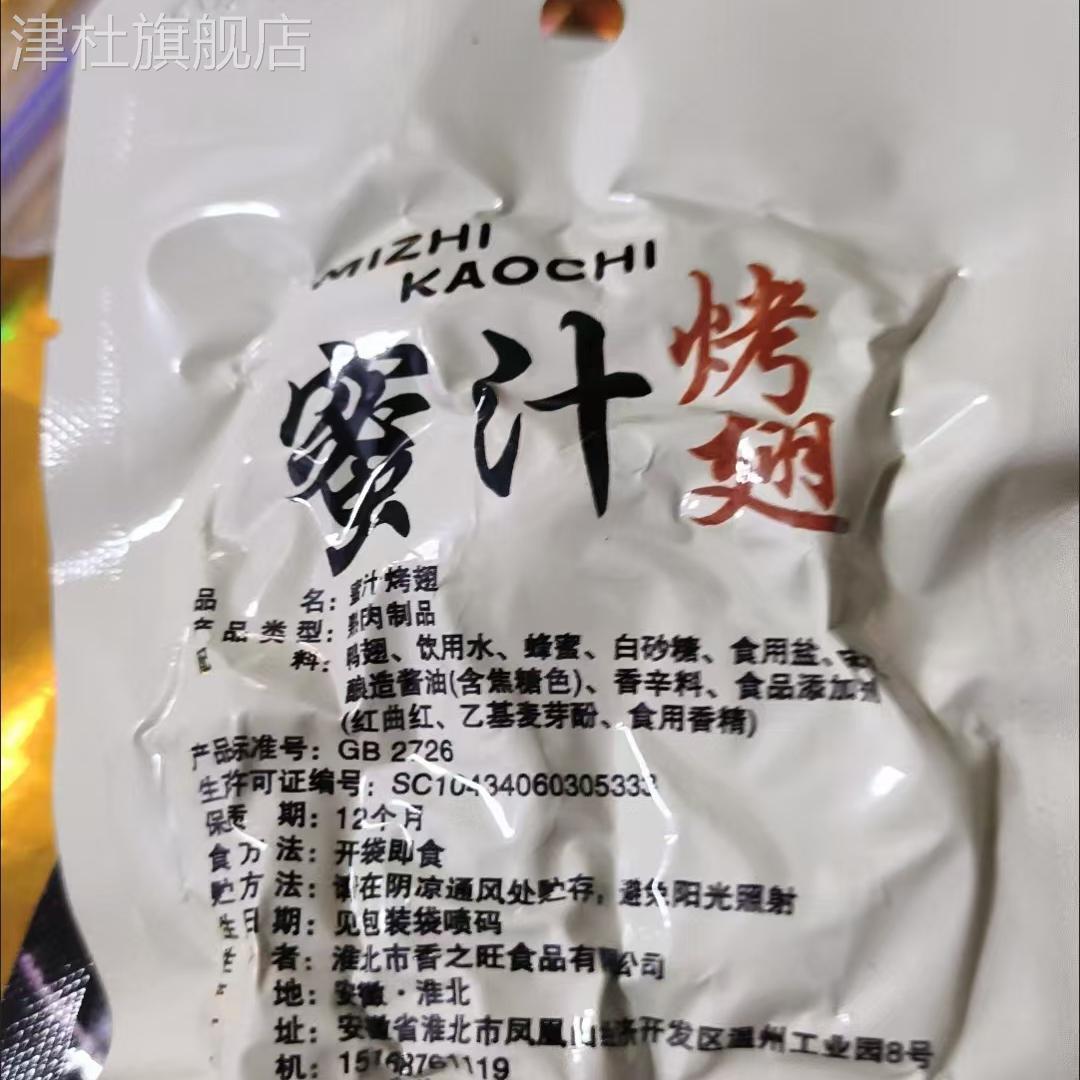 津杜旗舰店
MIZHI
KAOCHI
蜜汁
烤翅
品 名：蜜汁烤翅
产品类型：肉制品
料：翅、饮用水、蜂蜜、白砂糖、食用盐、
酿造酱油(含焦糖色)、香辛料、食品添加
(红曲红、乙基麦芽酚、食用香精)
产品标准号：GB 2726
生许可证编号：SC10434060305333
保质期：12个月
食方法：开袋即食
贮方法：请在阴凉通风处贮存，避免阳光照射
生日期：见包装袋喷码
者：淮北市香之旺食品有公司
地：安徽·淮北
址：安徽省淮北市凤凰山经济开发区温州工业园8号
机：